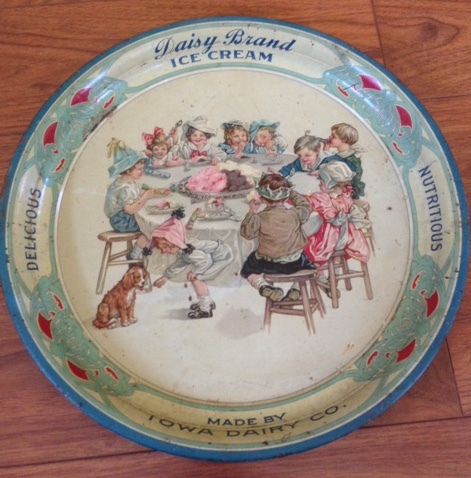 Daisy Brand
ICE CREAM
DELICIOUS
NUTRITIOUS
MADE BY
IOWA DAIRY CO.